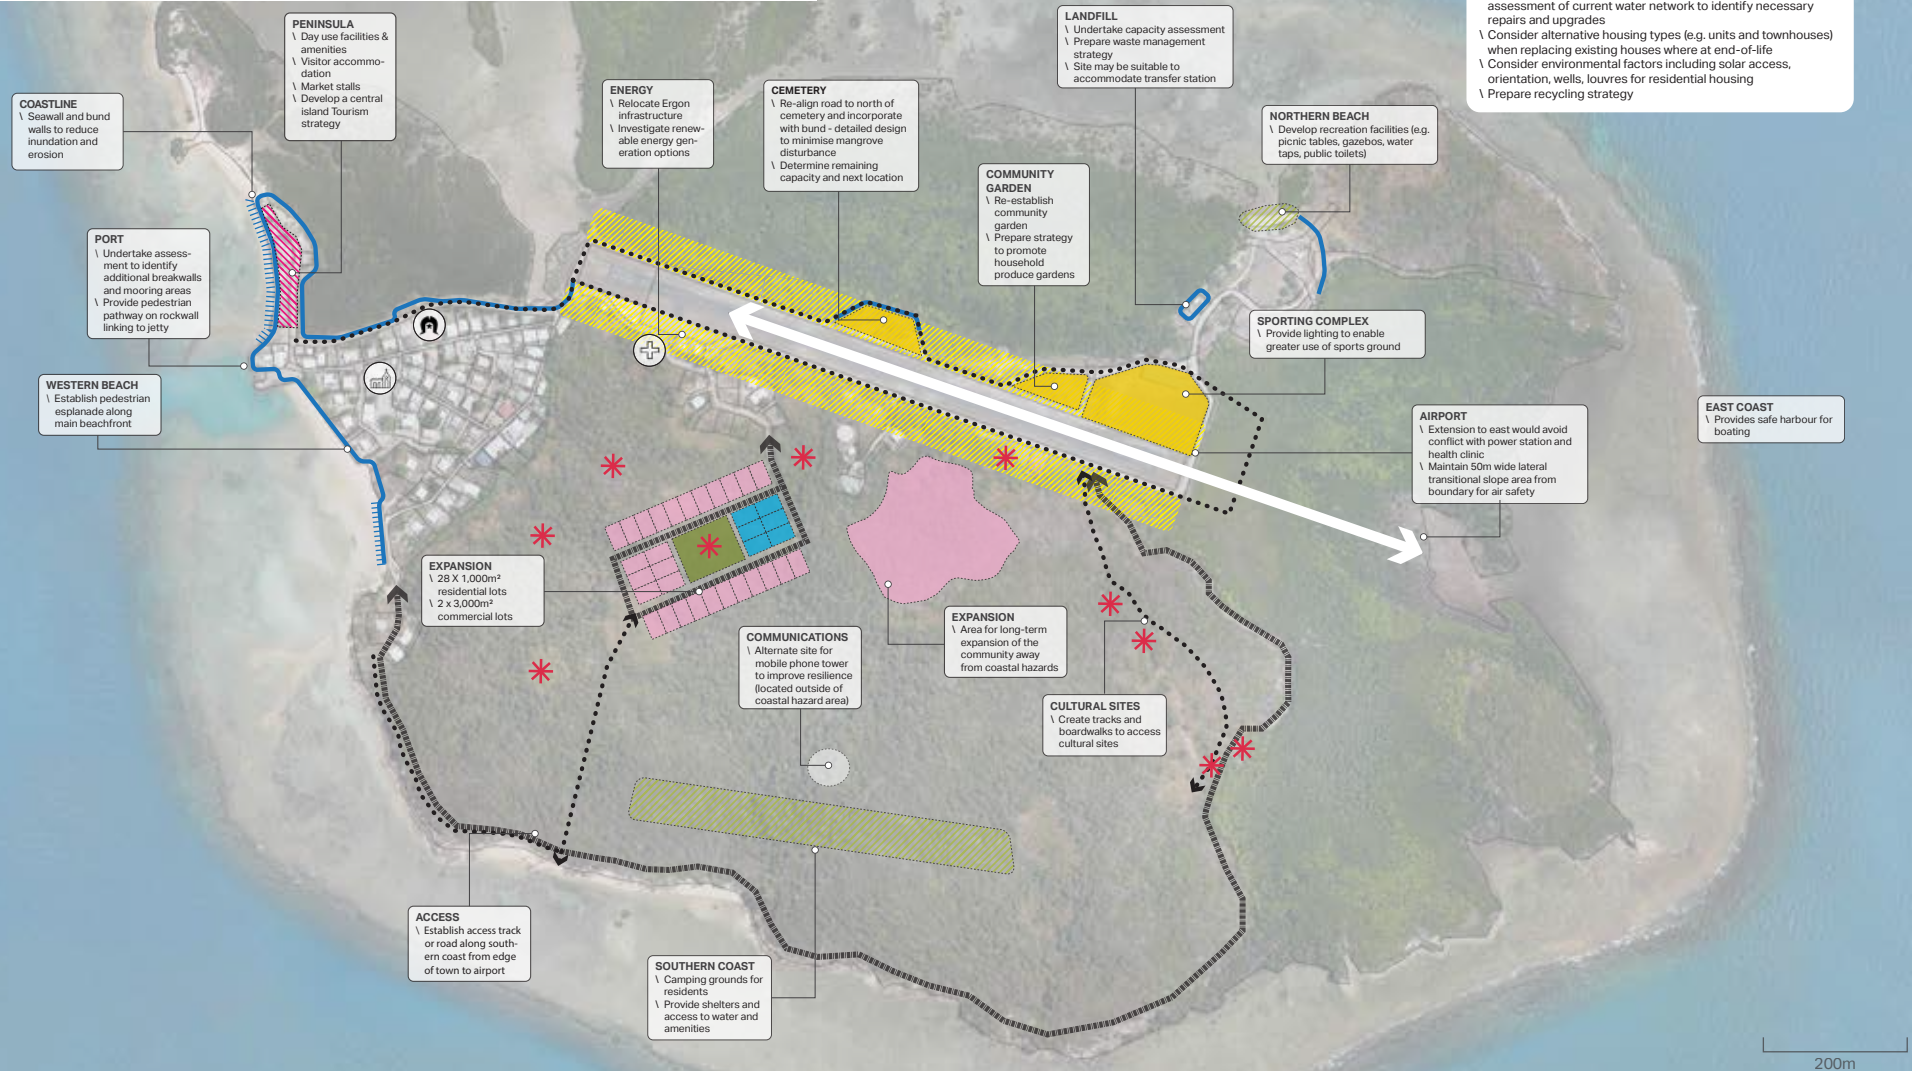 PENINSULA
\ Day use facilities &
amenities
\ Visitor accommo-
dation
\ Market stalls
\ Develop a central
island Tourism
strategy
LANDFILL
\ Undertake capacity assessment
\ Prepare waste management
strategy
\ Site may be suitable to
accommodate transfer station
assessment of current water network to identify necessary
repairs and upgrades
\ Consider alternative housing types (e.g. units and townhouses)
when replacing existing houses where at end-of-life
\ Consider environmental factors including solar access,
orientation, wells, louvres for residential housing
\ Prepare recycling strategy
COASTLINE
\ Seawall and bund
walls to reduce
inundation and
erosion
ENERGY
\ Relocate Ergon
infrastructure
\ Investigate renew-
able energy gen-
eration options
CEMETERY
\ Re-align road to north of
cemetery and incorporate
with bund - detailed design
to minimise mangrove
disturbance
\ Determine remaining
capacity and next location
NORTHERN BEACH
\ Develop recreation facilities (e.g.
picnic tables, gazebos, water
taps, public toilets)
COMMUNITY
GARDEN
\ Re-establish
community
garden
\ Prepare strategy
to promote
household
produce gardens
PORT
\ Undertake assess-
ment to identify
additional breakwalls
and mooring areas
\ Provide pedestrian
pathway on rockwall
linking to jetty
SPORTING COMPLEX
\ Provide lighting to enable
greater use of sports ground
WESTERN BEACH
\ Establish pedestrian
esplanade along
main beachfront
AIRPORT
\ Extension to east would avoid
conflict with power station and
health clinic
\ Maintain 50m wide lateral
transitional slope area from
boundary for air safety
EAST COAST
\ Provides safe harbour for
boating
EXPANSION
\ 28 X 1,000m²
residential lots
\ 2 x 3,000m²
commercial lots
EXPANSION
\ Area for long-term
expansion of the
community away
from coastal hazards
COMMUNICATIONS
\ Alternate site for
mobile phone tower
to improve resilience
(located outside of
coastal hazard area)
CULTURAL SITES
\ Create tracks and
boardwalks to access
cultural sites
ACCESS
\ Establish access track
or road along south-
ern coast from edge
of town to airport
SOUTHERN COAST
\ Camping grounds for
residents
\ Provide shelters and
access to water and
amenities
200m